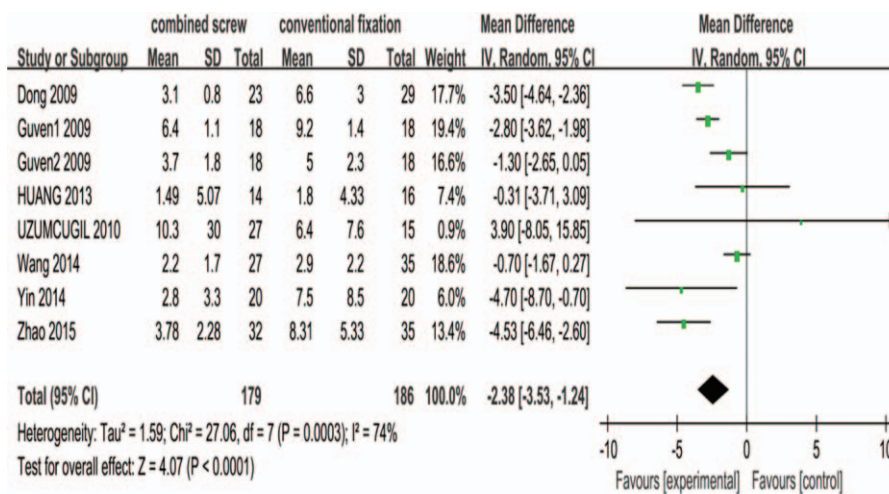 combined screw conventional fixation Mean Difference Mean Difference
Study or Subgroup Mean SD Total Mean SD Total Weight IV, Random, 95% CI IV, Random, 95% CI
Dong 2009 3.1 0.8 23 6.6 3 29 17.7% -3.50 [-4.64, -2.36]
Guven1 2009 6.4 1.1 18 9.2 1.4 18 19.4% -2.80 [-3.62, -1.98]
Guven2 2009 3.7 1.8 18 5 2.3 18 16.6% -1.30 [-2.65, 0.05]
HUANG 2013 1.49 5.07 14 1.8 4.33 16 7.4% -0.31 [-3.71, 3.09]
UZUMCUGIL 2010 10.3 30 27 6.4 7.6 15 0.9% 3.90 [-8.05, 15.85]
Wang 2014 2.2 1.7 27 2.9 2.2 35 18.6% -0.70 [-1.67, 0.27]
Yin 2014 2.8 3.3 20 7.5 8.5 20 6.0% -4.70 [-8.70, -0.70]
Zhao 2015 3.78 2.28 32 8.31 5.33 35 13.4% -4.53 [-6.46, -2.60]
Total (95% CI) 179 186 100.0% -2.38 [-3.53, -1.24]
Heterogeneity: Tau² = 1.59; Chi² = 27.06, df = 7 (P = 0.0003); I² = 74%
Test for overall effect: Z = 4.07 (P < 0.0001)
-10 -5 0 5 10
Favours [experimental] Favours [control]